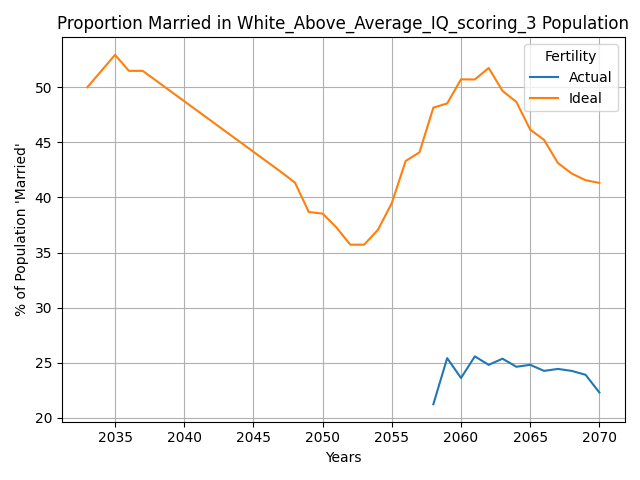 Proportion Married in White_Above_Average_IQ_scoring_3 Population
Fertility
Actual
Ideal
% of Population 'Married'
50
45
40
35
30
25
20
2035 2040 2045 2050 2055 2060 2065 2070
Years